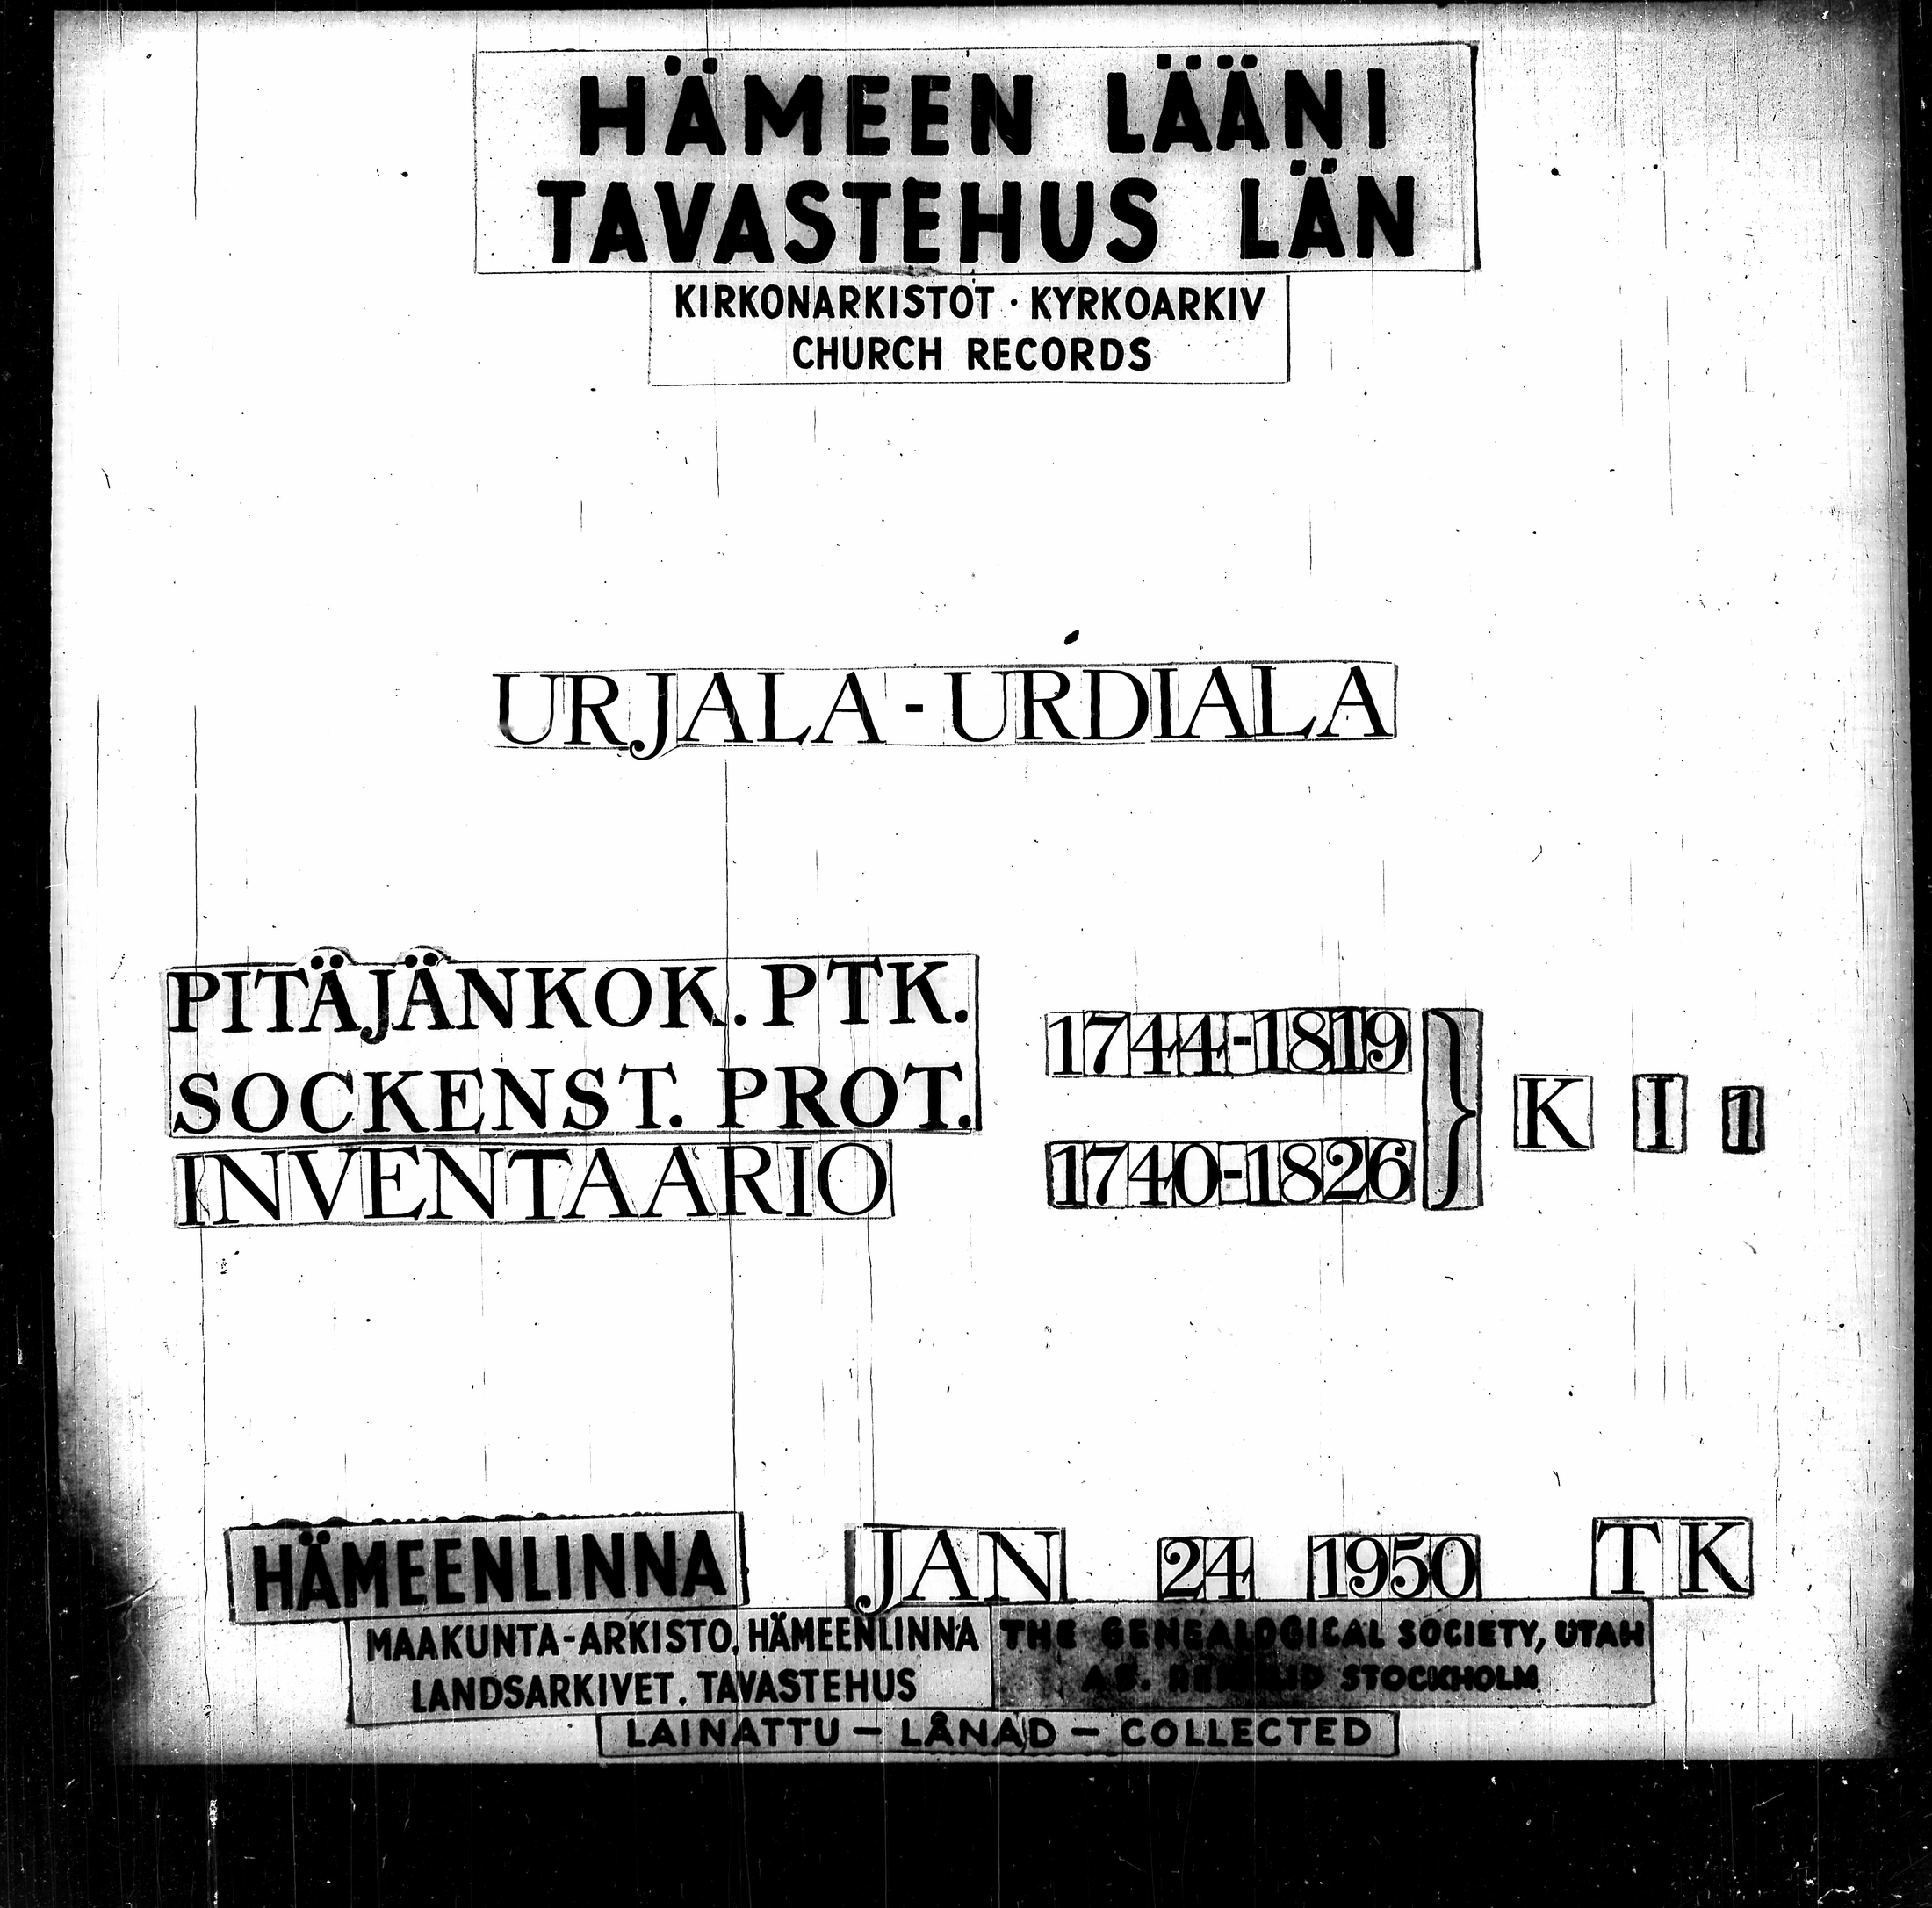 HÄMEEN LÄÄNI
TAVASTEHUS LÄN
KIRKONARKISTOT · KYRKOARKIV
CHURCH RECORDS
URJALA - URDIALA
PITÄJÄNKOK. PTK.
SOCKENST. PROT.
1744-1819
INVENTAARIO
1740-1826
} K I 1
HÄMEENLINNA JAN 24 1950 TK
MAAKUNTA-ARKISTO, HÄMEENLINNA
LANDSARKIVET, TAVASTEHUS
THE GENEALOGICAL SOCIETY, UTAH
AB. STOCKHOLM
LAINATTU - LÅNAD - COLLECTED